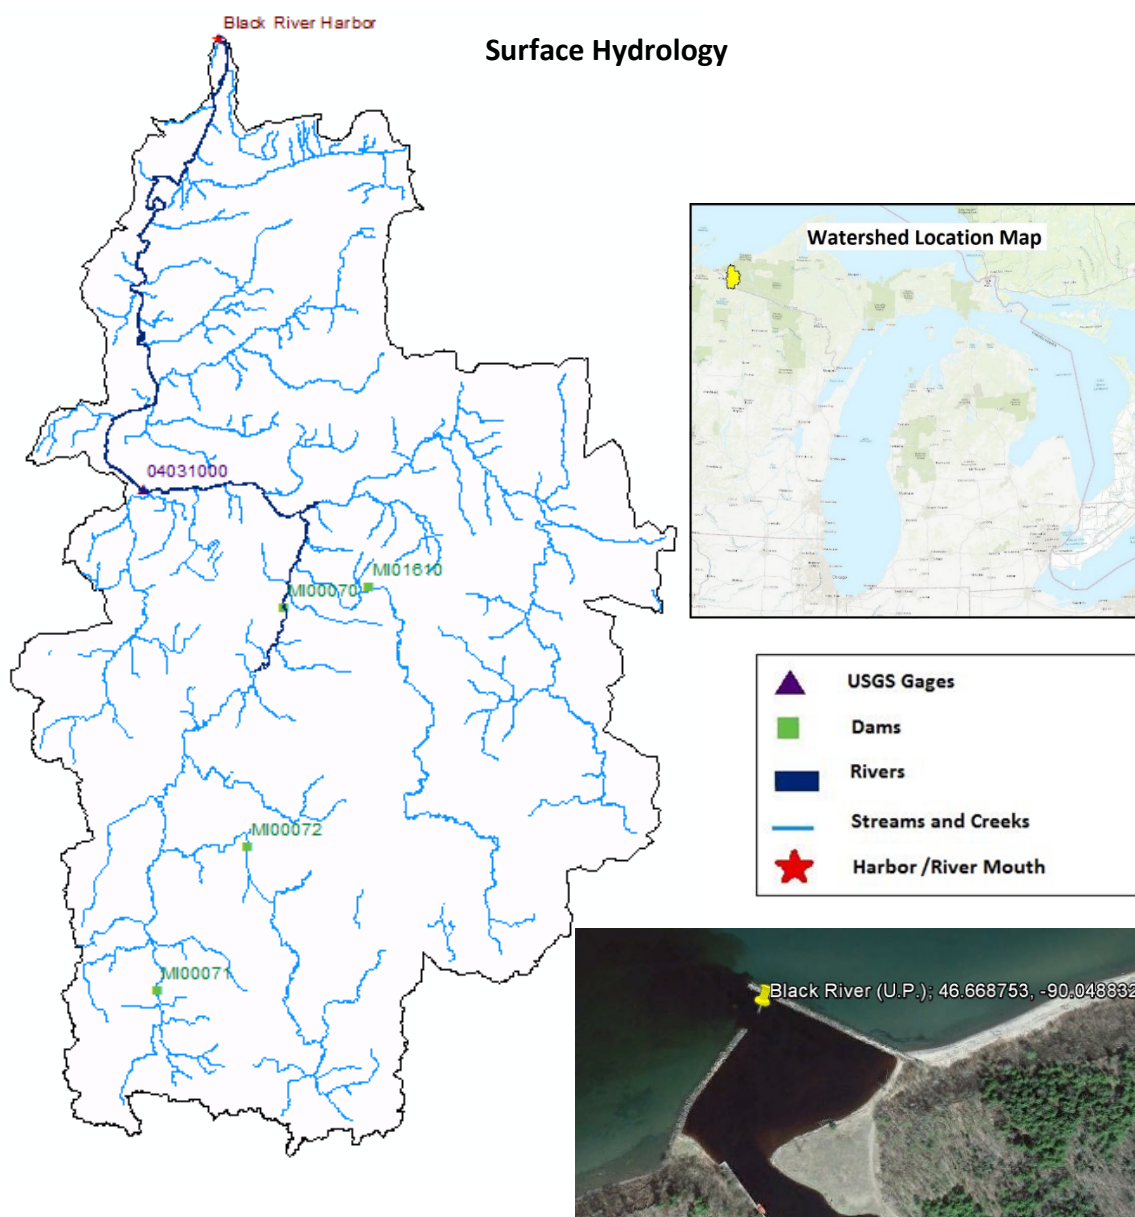 Black River Harbor
Surface Hydrology
Watershed Location Map
04031000
MI01610
MI00070
USGS Gages
Dams
Rivers
Streams and Creeks
Harbor /River Mouth
MI00072
MI00071
Black River (U.P.); 46.668753, -90.048832